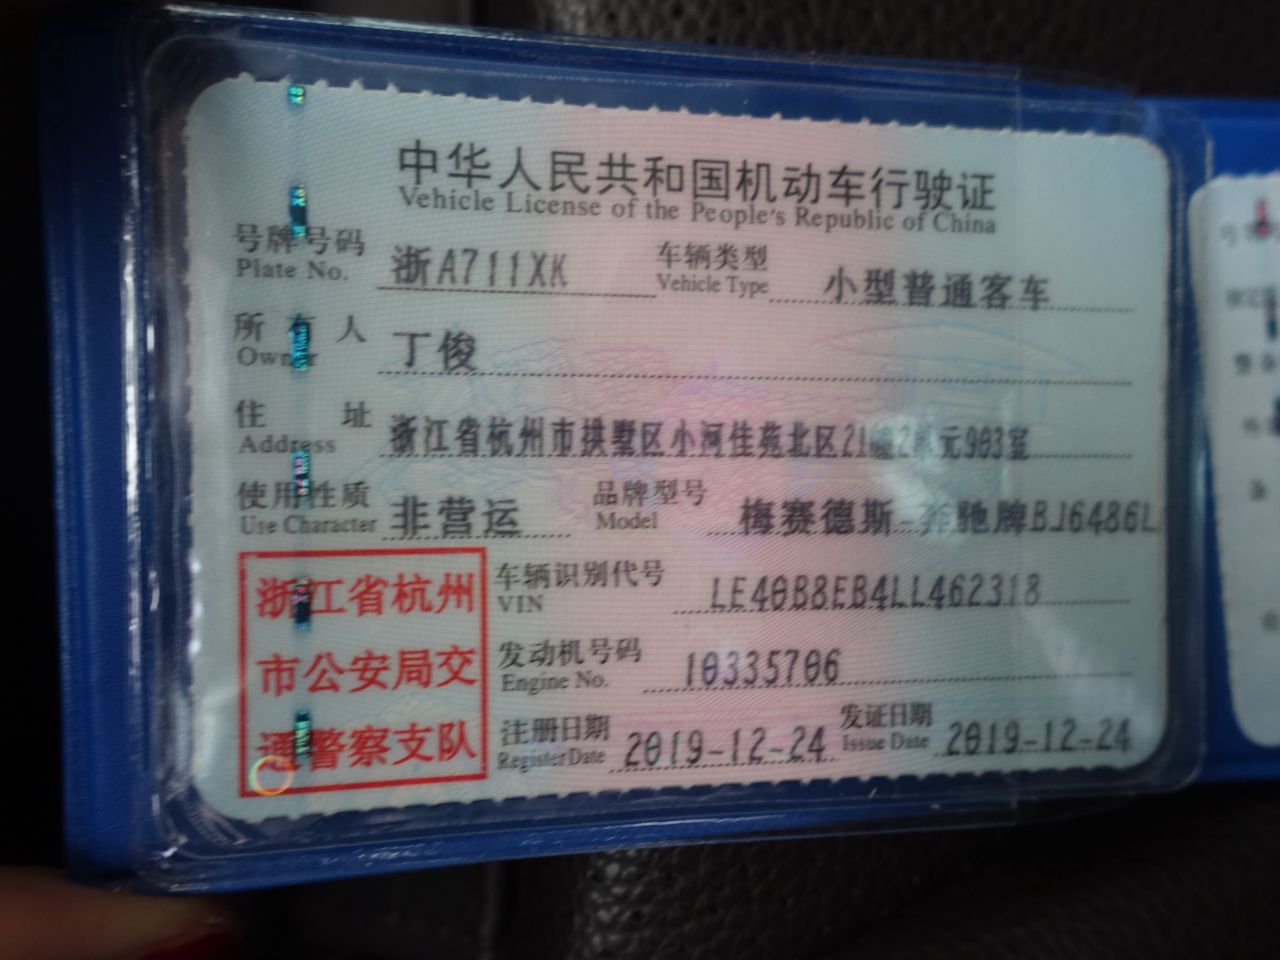 中华人民共和国机动车行驶证
Vehicle License of the People's Republic of China
号牌号码 浙A711XK 车辆类型 小型普通客车
Plate No. Vehicle Type
所有人 丁俊
Owner
住址 浙江省杭州市拱墅区小河佳苑北区21幢2单元903室
Address
使用性质 非营运 品牌型号 梅赛德斯-奔驰牌BJ6486L
Use Character Model
浙江省杭州
市公安局交
通警察支队
车辆识别代号 LE40B8EB4LL462318
VIN
发动机号码 10335706
Engine No.
注册日期 2019-12-24 发证日期 2019-12-24
Register Date Issue Date